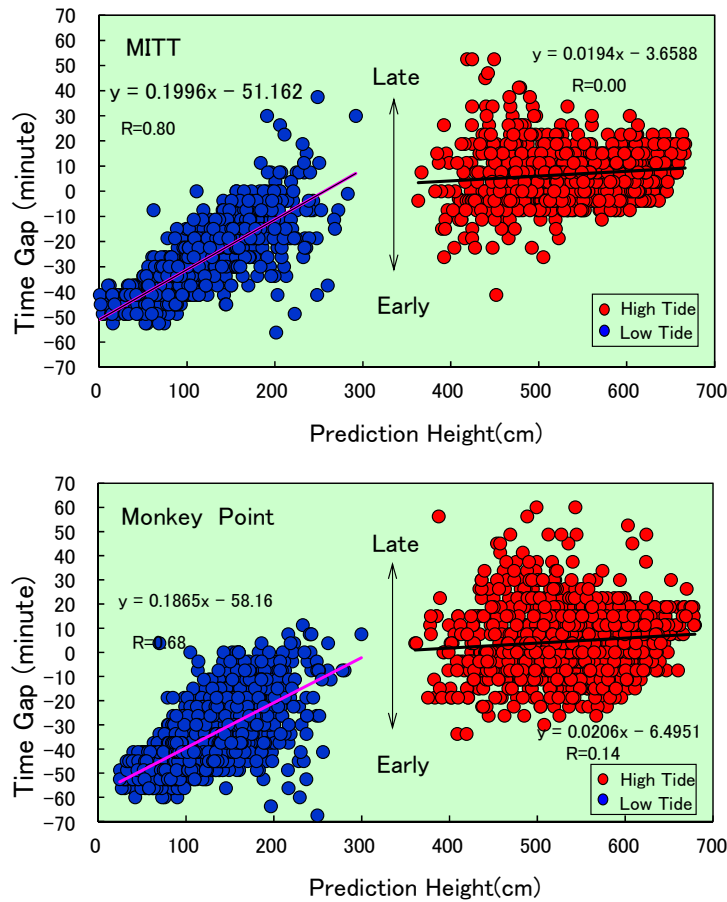 70
60
50
40
30
20
10
0
-10
-20
-30
-40
-50
-60
-70
Time Gap (minute)
MITT
y = 0.1996x - 51.162
R=0.80
Late
Early
y = 0.0194x - 3.6588
R=0.00
High Tide
Low Tide
0 100 200 300 400 500 600 700
Prediction Height(cm)
70
60
50
40
30
20
10
0
-10
-20
-30
-40
-50
-60
-70
Time Gap (minute)
Monkey Point
y = 0.1865x - 58.16
R=0.68
Late
Early
y = 0.0206x - 6.4951
R=0.14
High Tide
Low Tide
0 100 200 300 400 500 600 700
Prediction Height(cm)